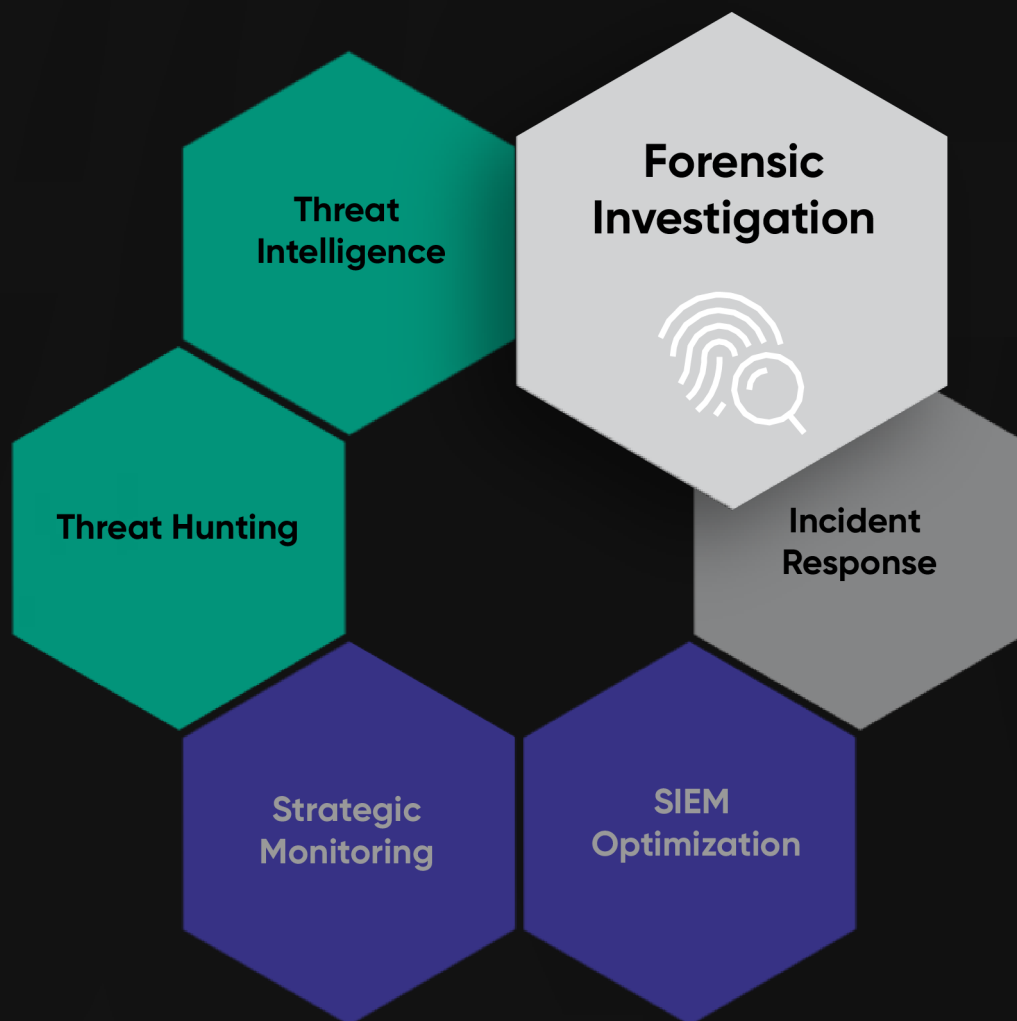 Forensic
Investigation
Threat
Intelligence
Threat Hunting
Incident
Response
Strategic
Monitoring
SIEM
Optimization